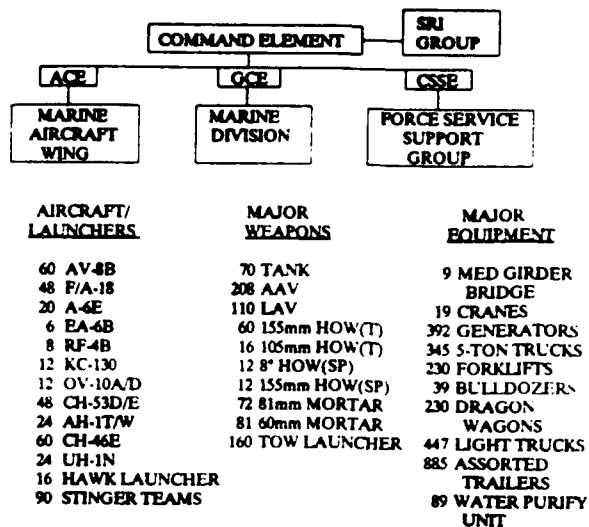 COMMAND ELEMENT
SRI
GROUP
ACE
GCE
CSSE
MARINE
AIRCRAFT
WING
MARINE
DIVISION
FORCE SERVICE
SUPPORT
GROUP
AIRCRAFT/
LAUNCHERS
60 AV-8B
48 F/A-18
20 A-6E
6 EA-6B
8 RF-4B
12 KC-130
12 OV-10A/D
48 CH-53D/E
24 AH-1T/W
60 CH-46E
24 UH-1N
16 HAWK LAUNCHER
90 STINGER TEAMS
MAJOR
WEAPONS
70 TANK
208 AAV
110 LAV
60 155mm HOW(T)
16 105mm HOW(T)
12 8" HOW(SP)
12 155mm HOW(SP)
72 81mm MORTAR
81 60mm MORTAR
160 TOW LAUNCHER
MAJOR
EQUIPMENT
9 MED GIRDER
BRIDGE
19 CRANES
392 GENERATORS
345 5-TON TRUCKS
230 FORKLIFTS
39 BULLDOZERS
230 DRAGON
WAGONS
447 LIGHT TRUCKS
885 ASSORTED
TRAILERS
89 WATER PURIFY
UNIT